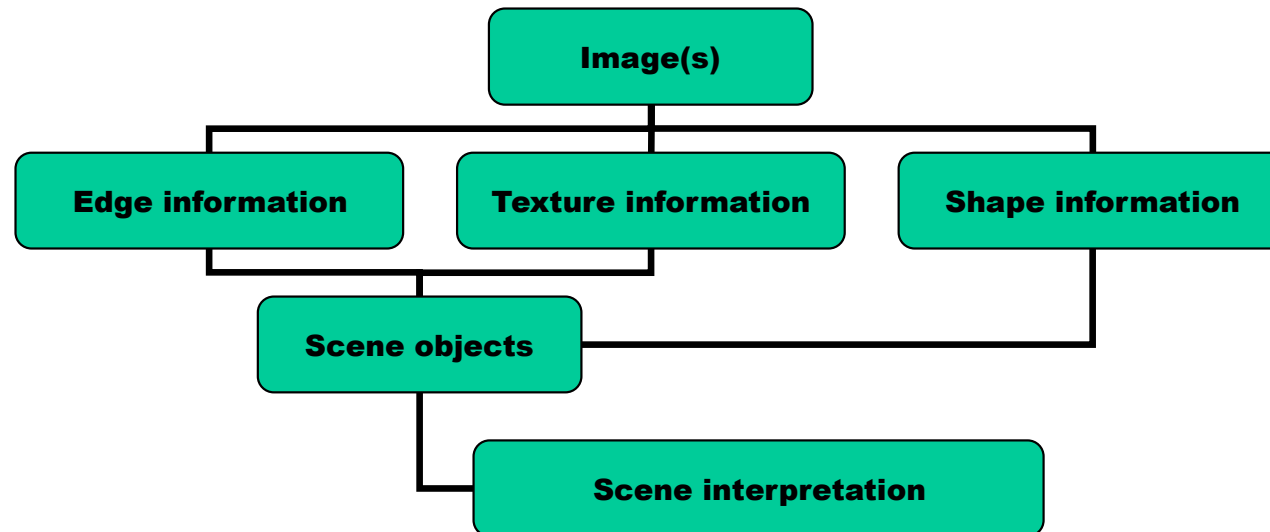 Image(s)
Edge information
Texture information
Shape information
Scene objects
Scene interpretation